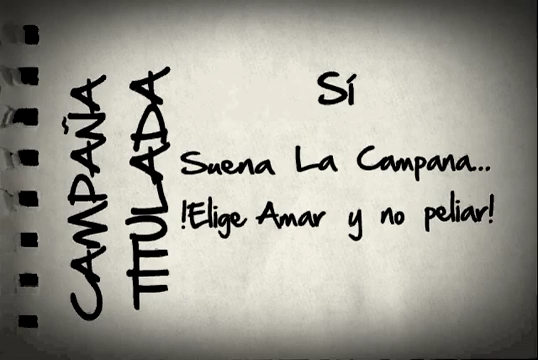 CAMPAÑA
TITULADA
Sí
Suena La Campana...
!Elige Amar y no peliar!